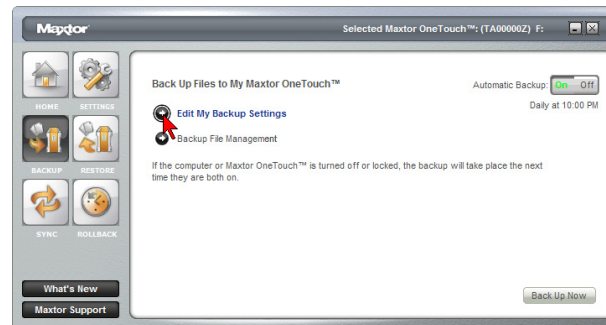 Maxtor
Selected Maxtor OneTouch™: (TA00000Z) F:
HOME SETTINGS
BACKUP RESTORE
SYNC ROLLBACK
What's New
Maxtor Support
Back Up Files to My Maxtor OneTouch™
Automatic Backup: On Off
Daily at 10:00 PM
Edit My Backup Settings
Backup File Management
If the computer or Maxtor OneTouch™ is turned off or locked, the backup will take place the next
time they are both on.
Back Up Now